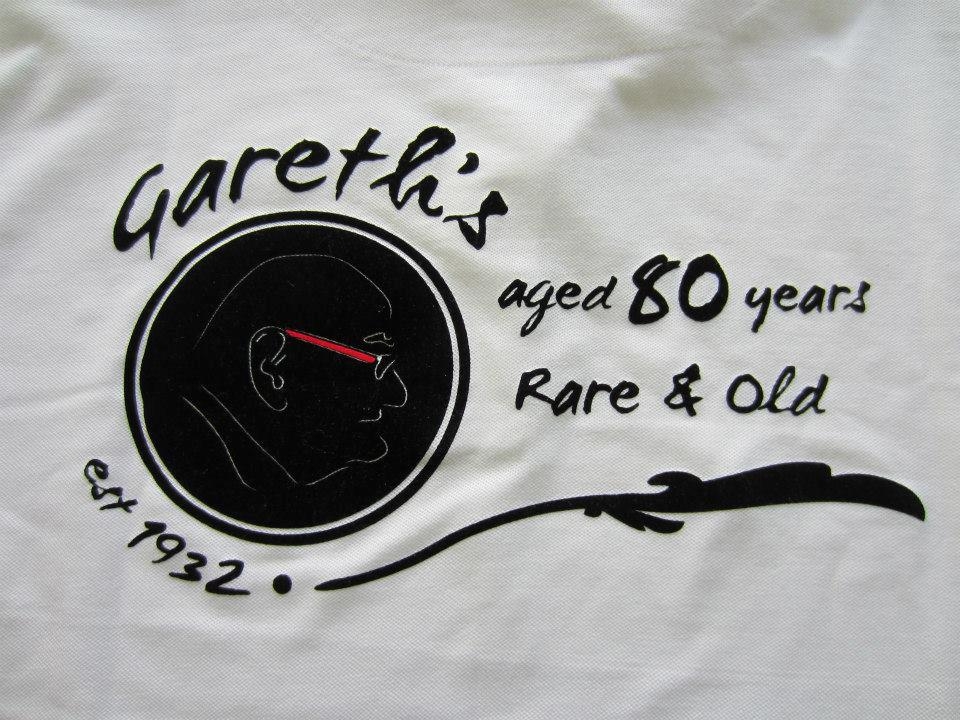 Gareth's
aged 80 years
Rare & Old
est 1932